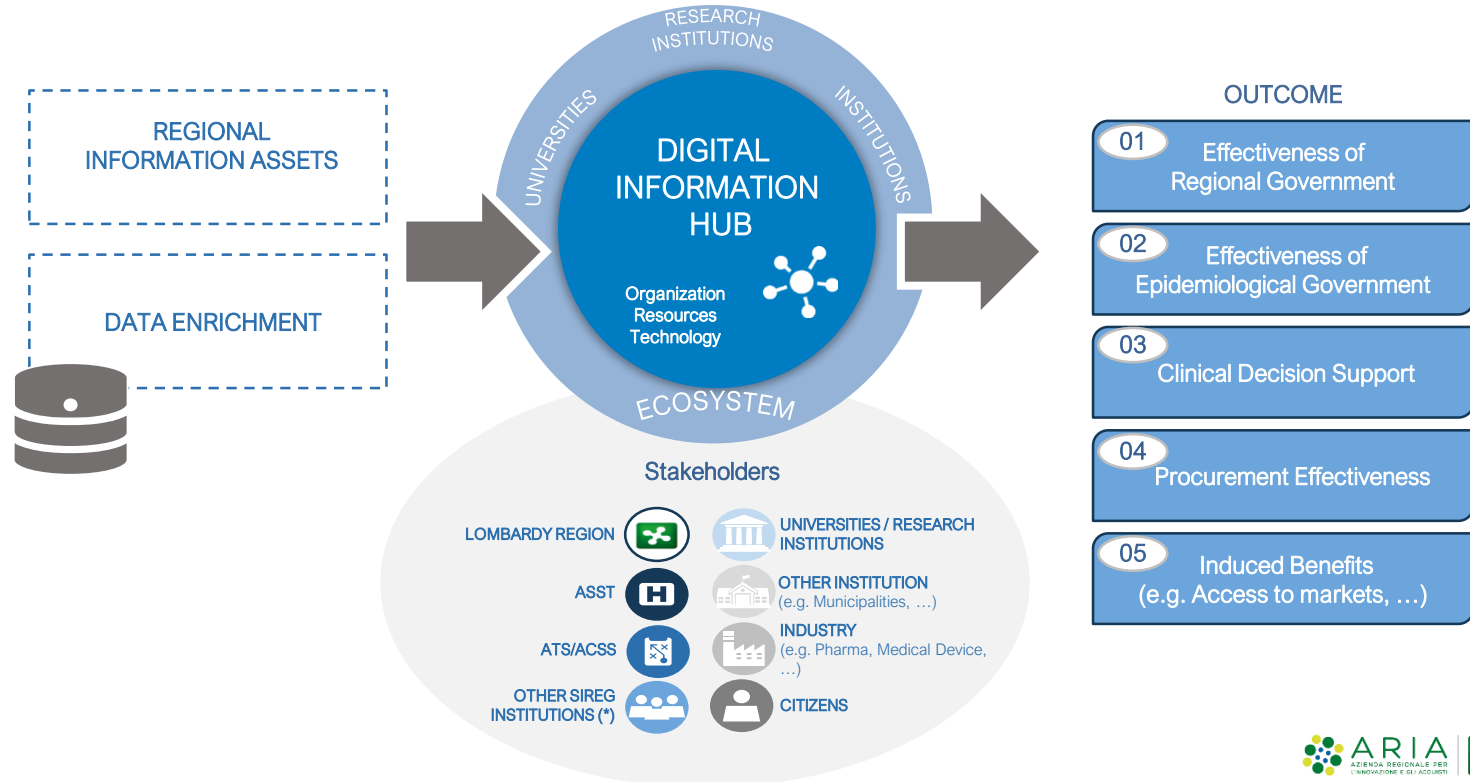 REGIONAL
INFORMATION ASSETS
DATA ENRICHMENT
RESEARCH
INSTITUTIONS
UNIVERSITIES
INSTITUTIONS
DIGITAL
INFORMATION
HUB
Organization
Resources
Technology
ECOSYSTEM
Stakeholders
LOMBARDY REGION
ASST
H
ATS/ACSS
OTHER SIREG
INSTITUTIONS (*)
UNIVERSITIES / RESEARCH
INSTITUTIONS
OTHER INSTITUTION
(e.g. Municipalities, …)
INDUSTRY
(e.g. Pharma, Medical Device,
…)
CITIZENS
OUTCOME
01
Effectiveness of
Regional Government
02
Effectiveness of
Epidemiological Government
03
Clinical Decision Support
04
Procurement Effectiveness
05
Induced Benefits
(e.g. Access to markets, …)
ARIA
AZIENDA REGIONALE PER
L'INNOVAZIONE E GLI ACQUISTI